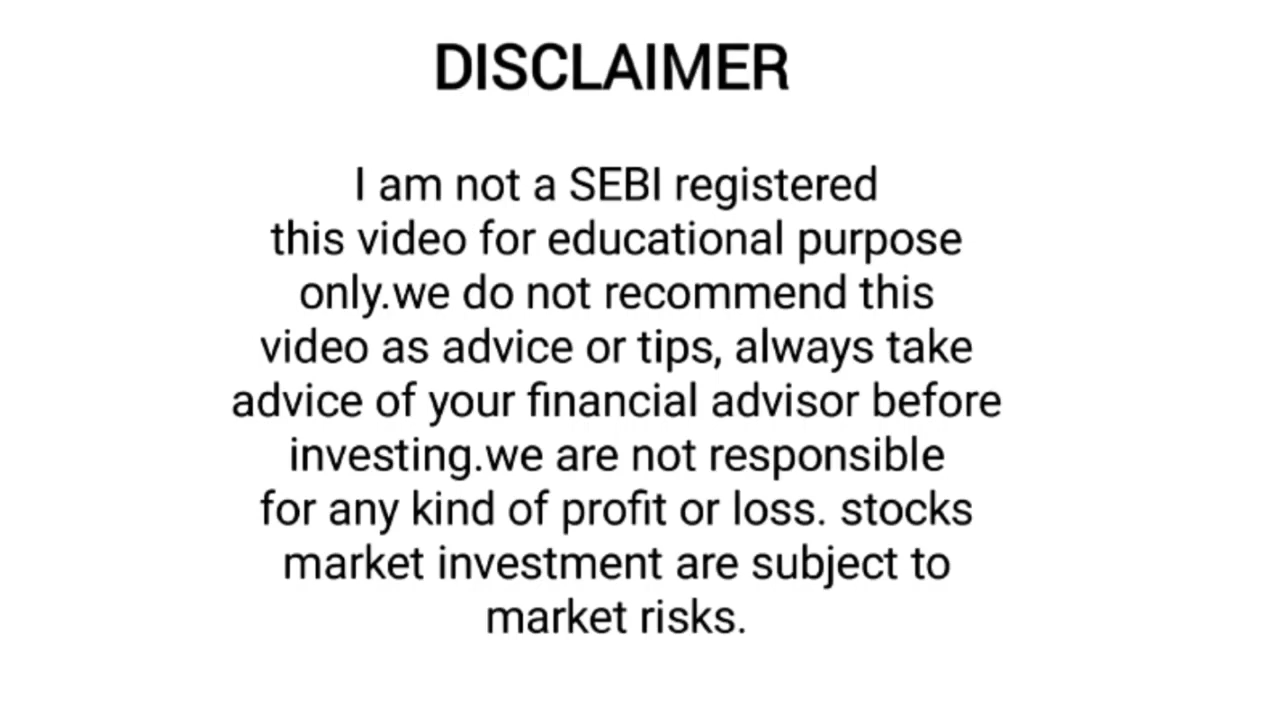 DISCLAIMER
I am not a SEBI registered
this video for educational purpose
only.we do not recommend this
video as advice or tips, always take
advice of your financial advisor before
investing.we are not responsible
for any kind of profit or loss. stocks
market investment are subject to
market risks.